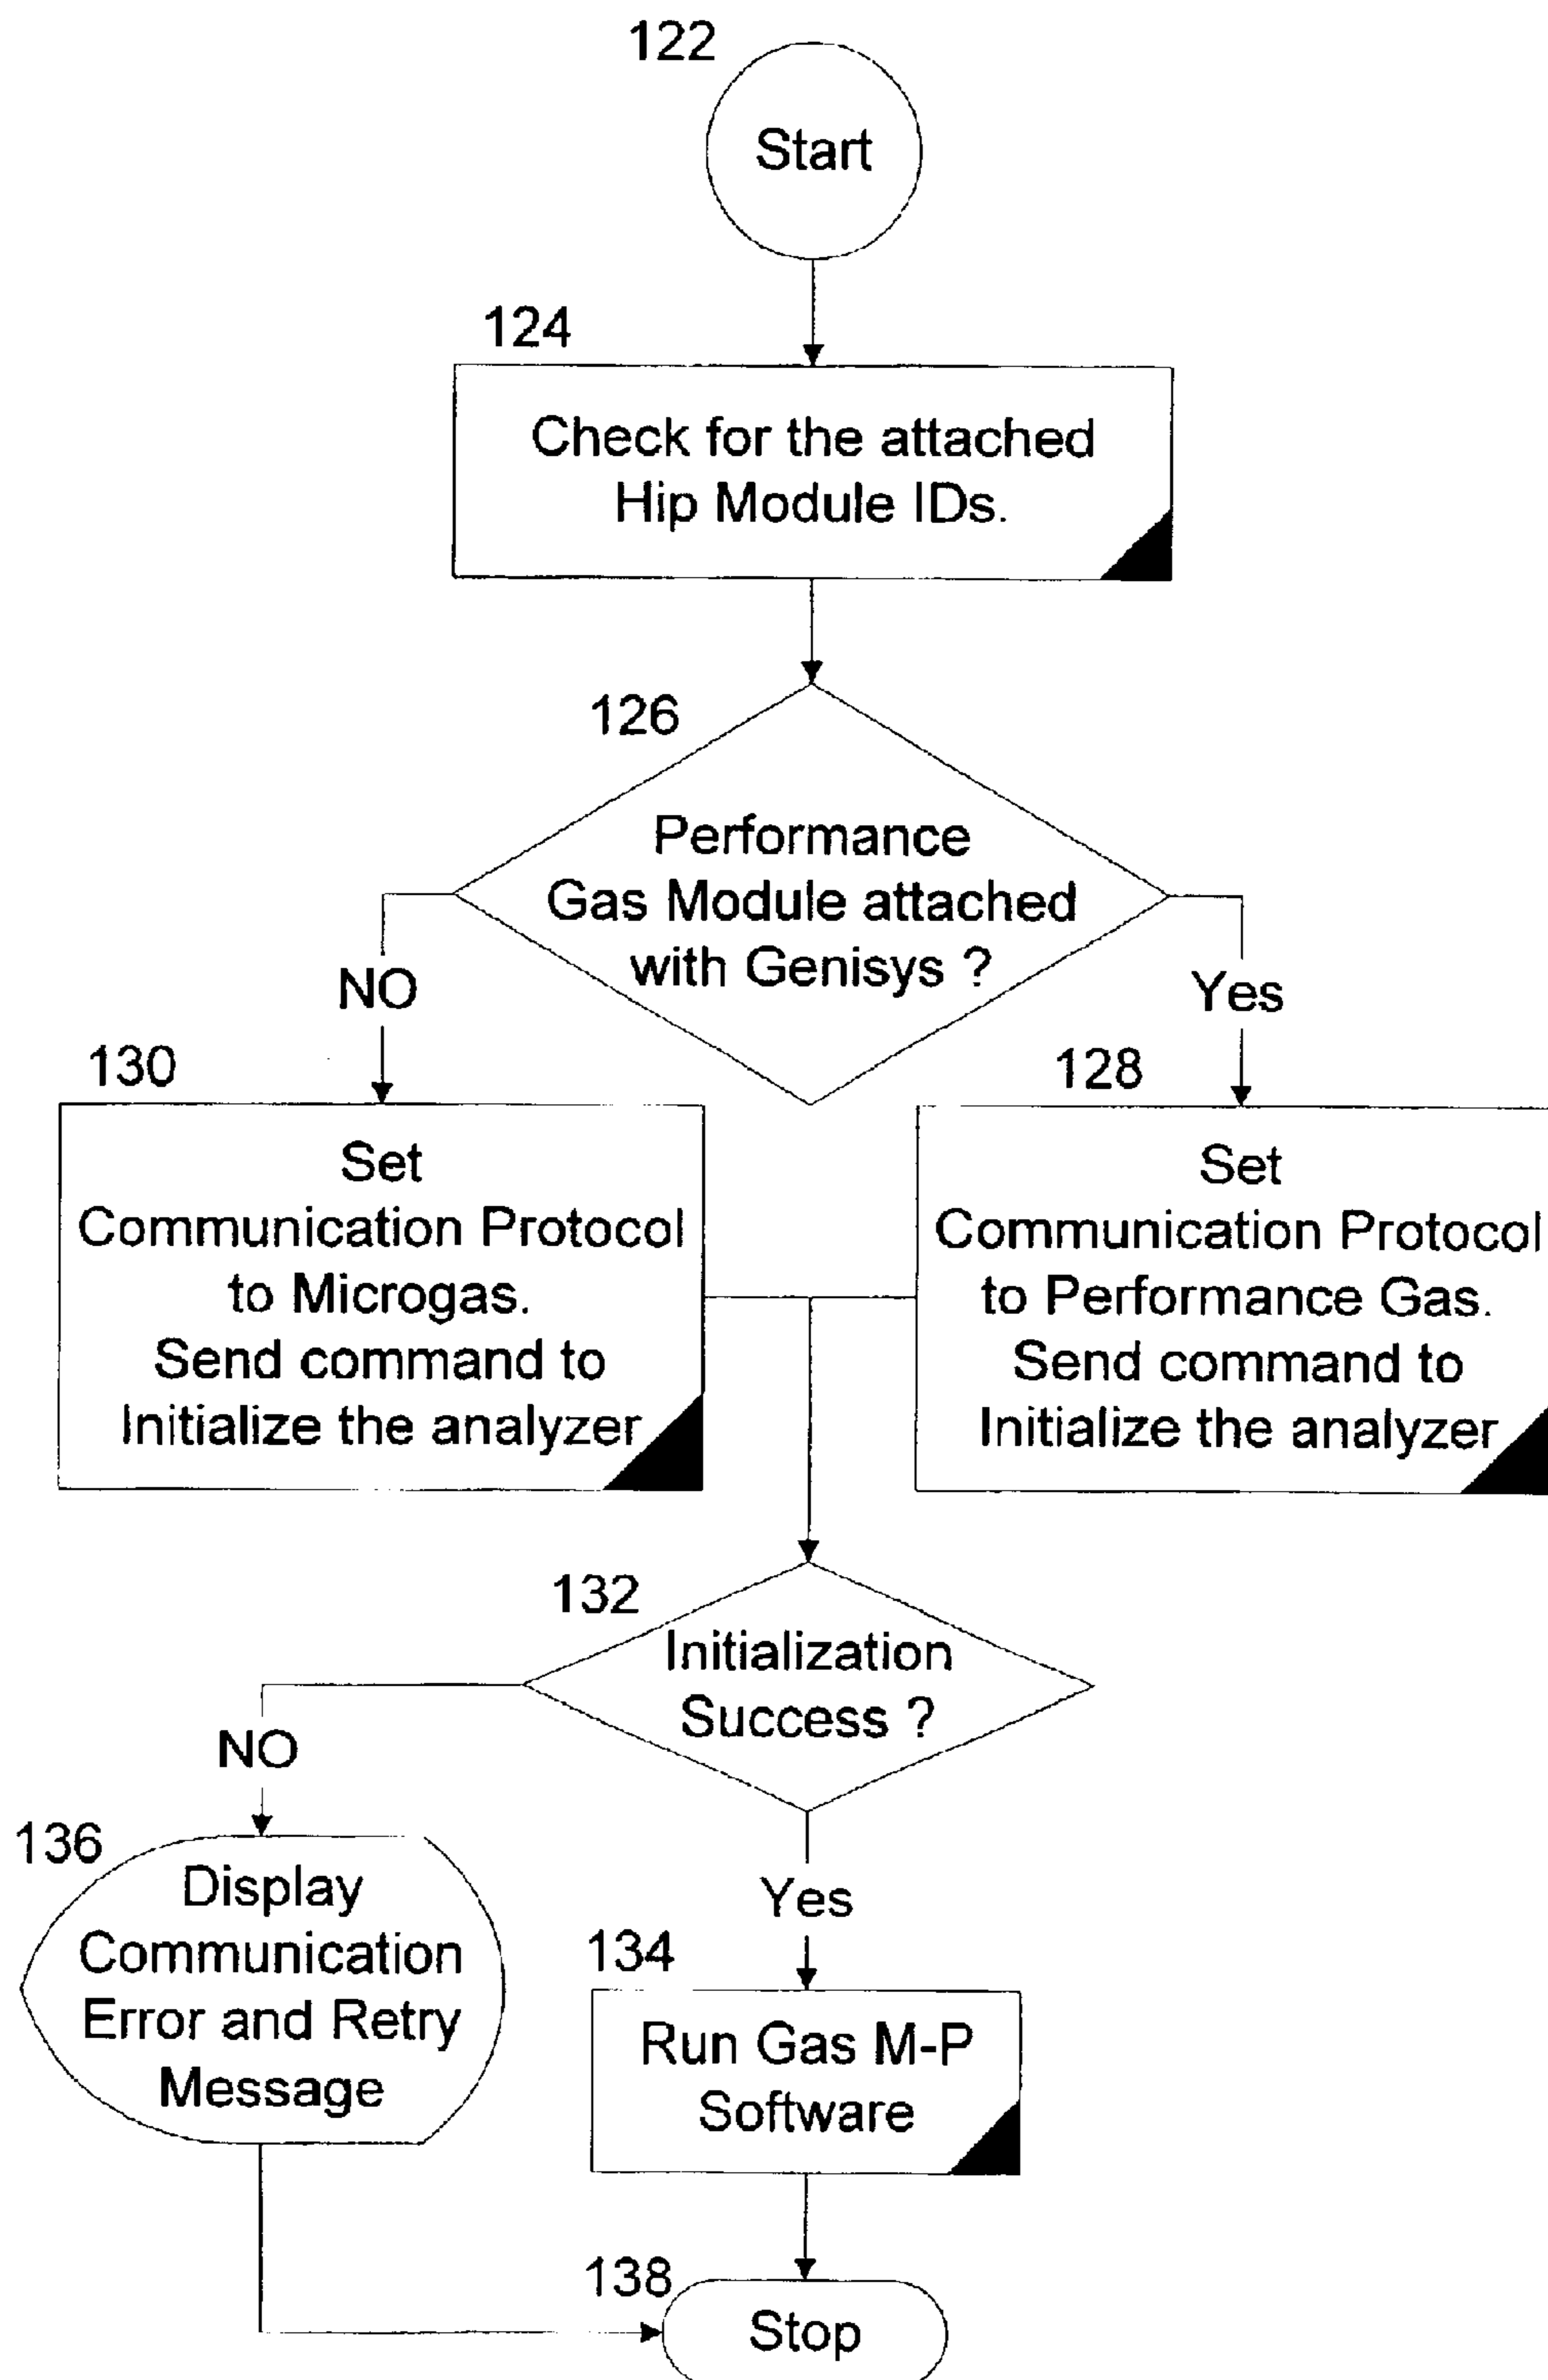 122
Start
124
Check for the attached
Hip Module IDs.
126
Performance
Gas Module attached
with Genisys ?
NO
Yes
130
Set
Communication Protocol
to Microgas.
Send command to
Initialize the analyzer
128
Set
Communication Protocol
to Performance Gas.
Send command to
Initialize the analyzer
132
Initialization
Success ?
NO
Yes
136
Display
Communication
Error and Retry
Message
134
Run Gas M-P
Software
138
Stop